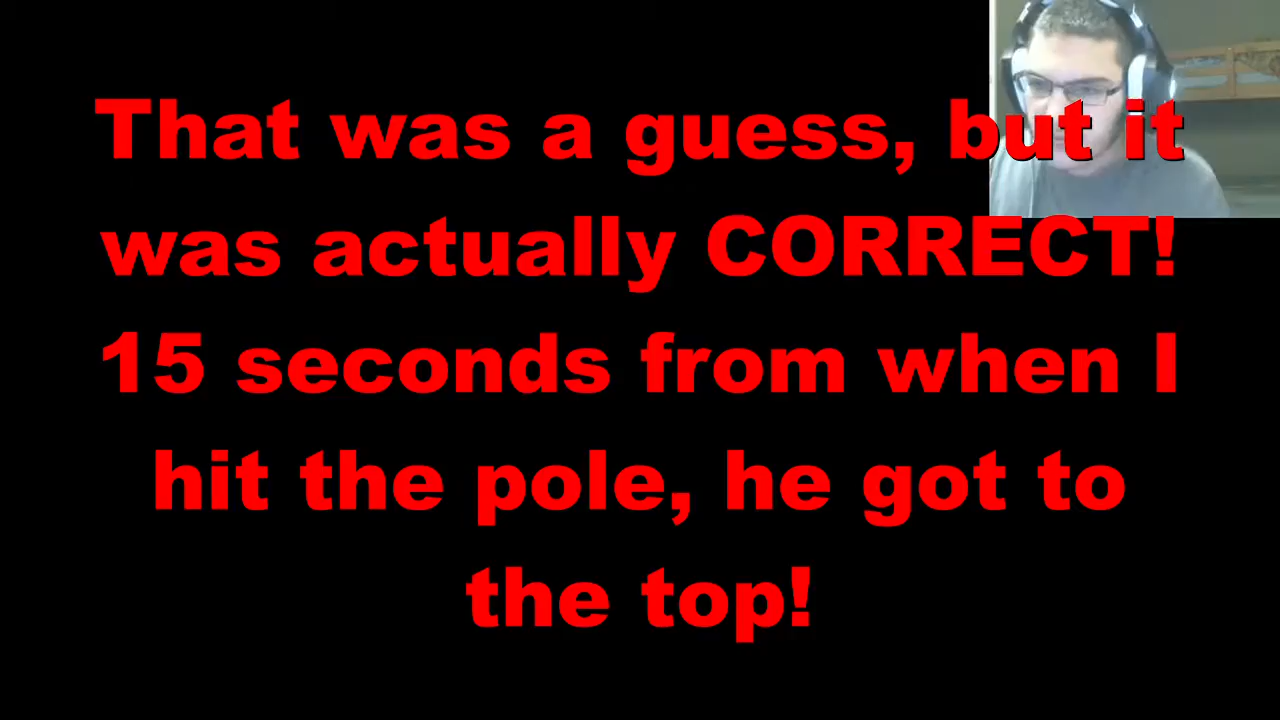 That was a guess, but it
was actually CORRECT!
15 seconds from when I
hit the pole, he got to
the top!